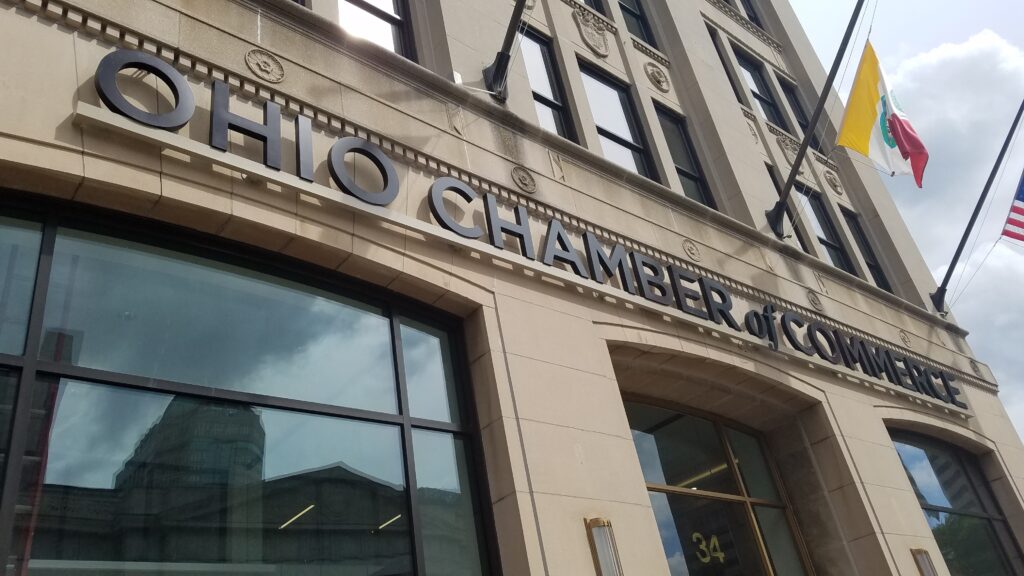 OHIO CHAMBER of COMMERCE
34